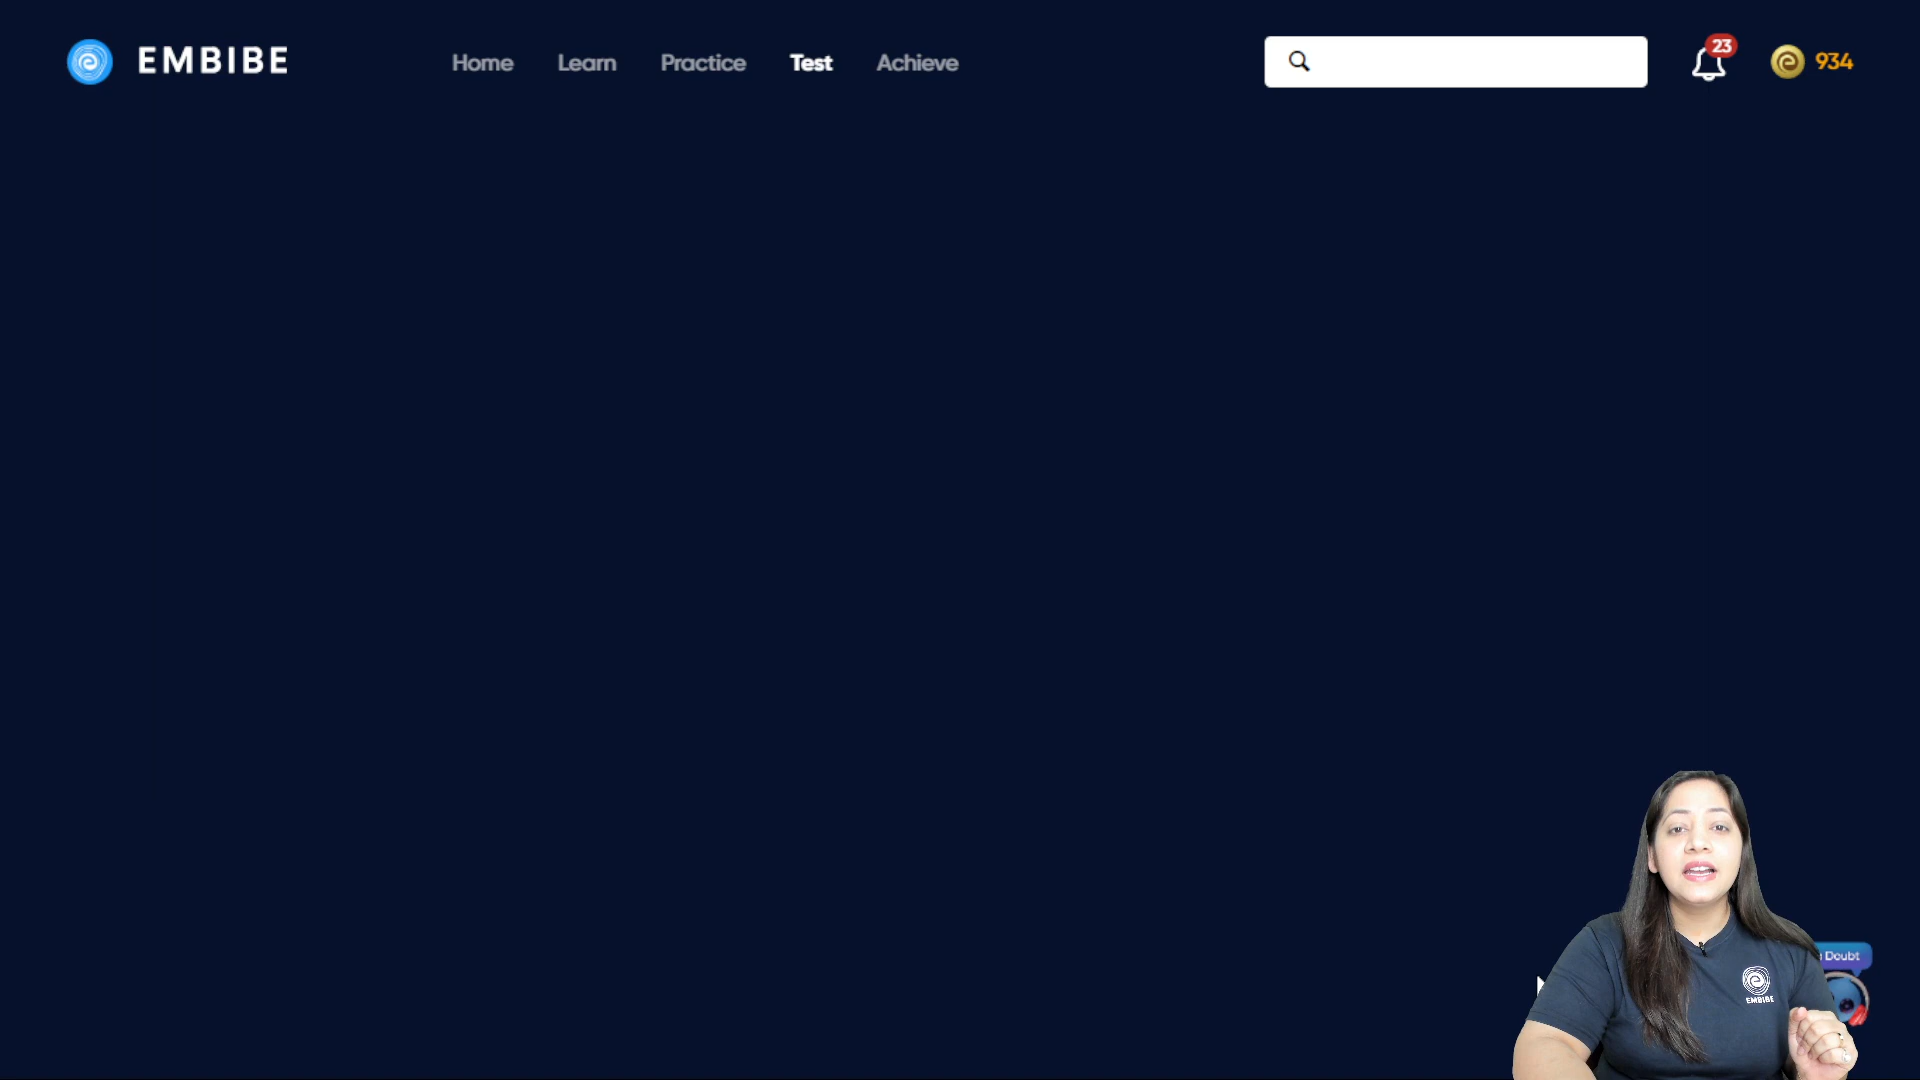 EMBIBE
Home Learn Practice Test Achieve
23
934
Doubt
EMBIBE